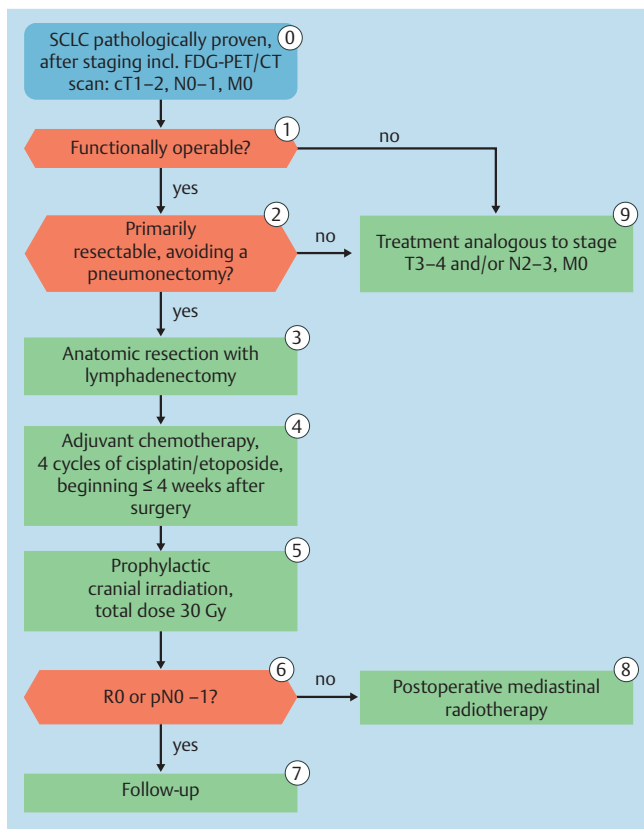 SCLC pathologically proven,
after staging incl. FDG-PET/CT
scan: cT1–2, N0–1, M0
0
Functionally operable?
1
no
yes
Primarily
resectable, avoiding a
pneumonectomy?
2
no
Treatment analogous to stage
T3–4 and/or N2–3, M0
9
yes
Anatomic resection with
lymphadenectomy
3
Adjuvant chemotherapy,
4 cycles of cisplatin/etoposide,
beginning ≤ 4 weeks after
surgery
4
Prophylactic
cranial irradiation,
total dose 30 Gy
5
R0 or pN0 –1?
6
no
Postoperative mediastinal
radiotherapy
8
yes
Follow-up
7